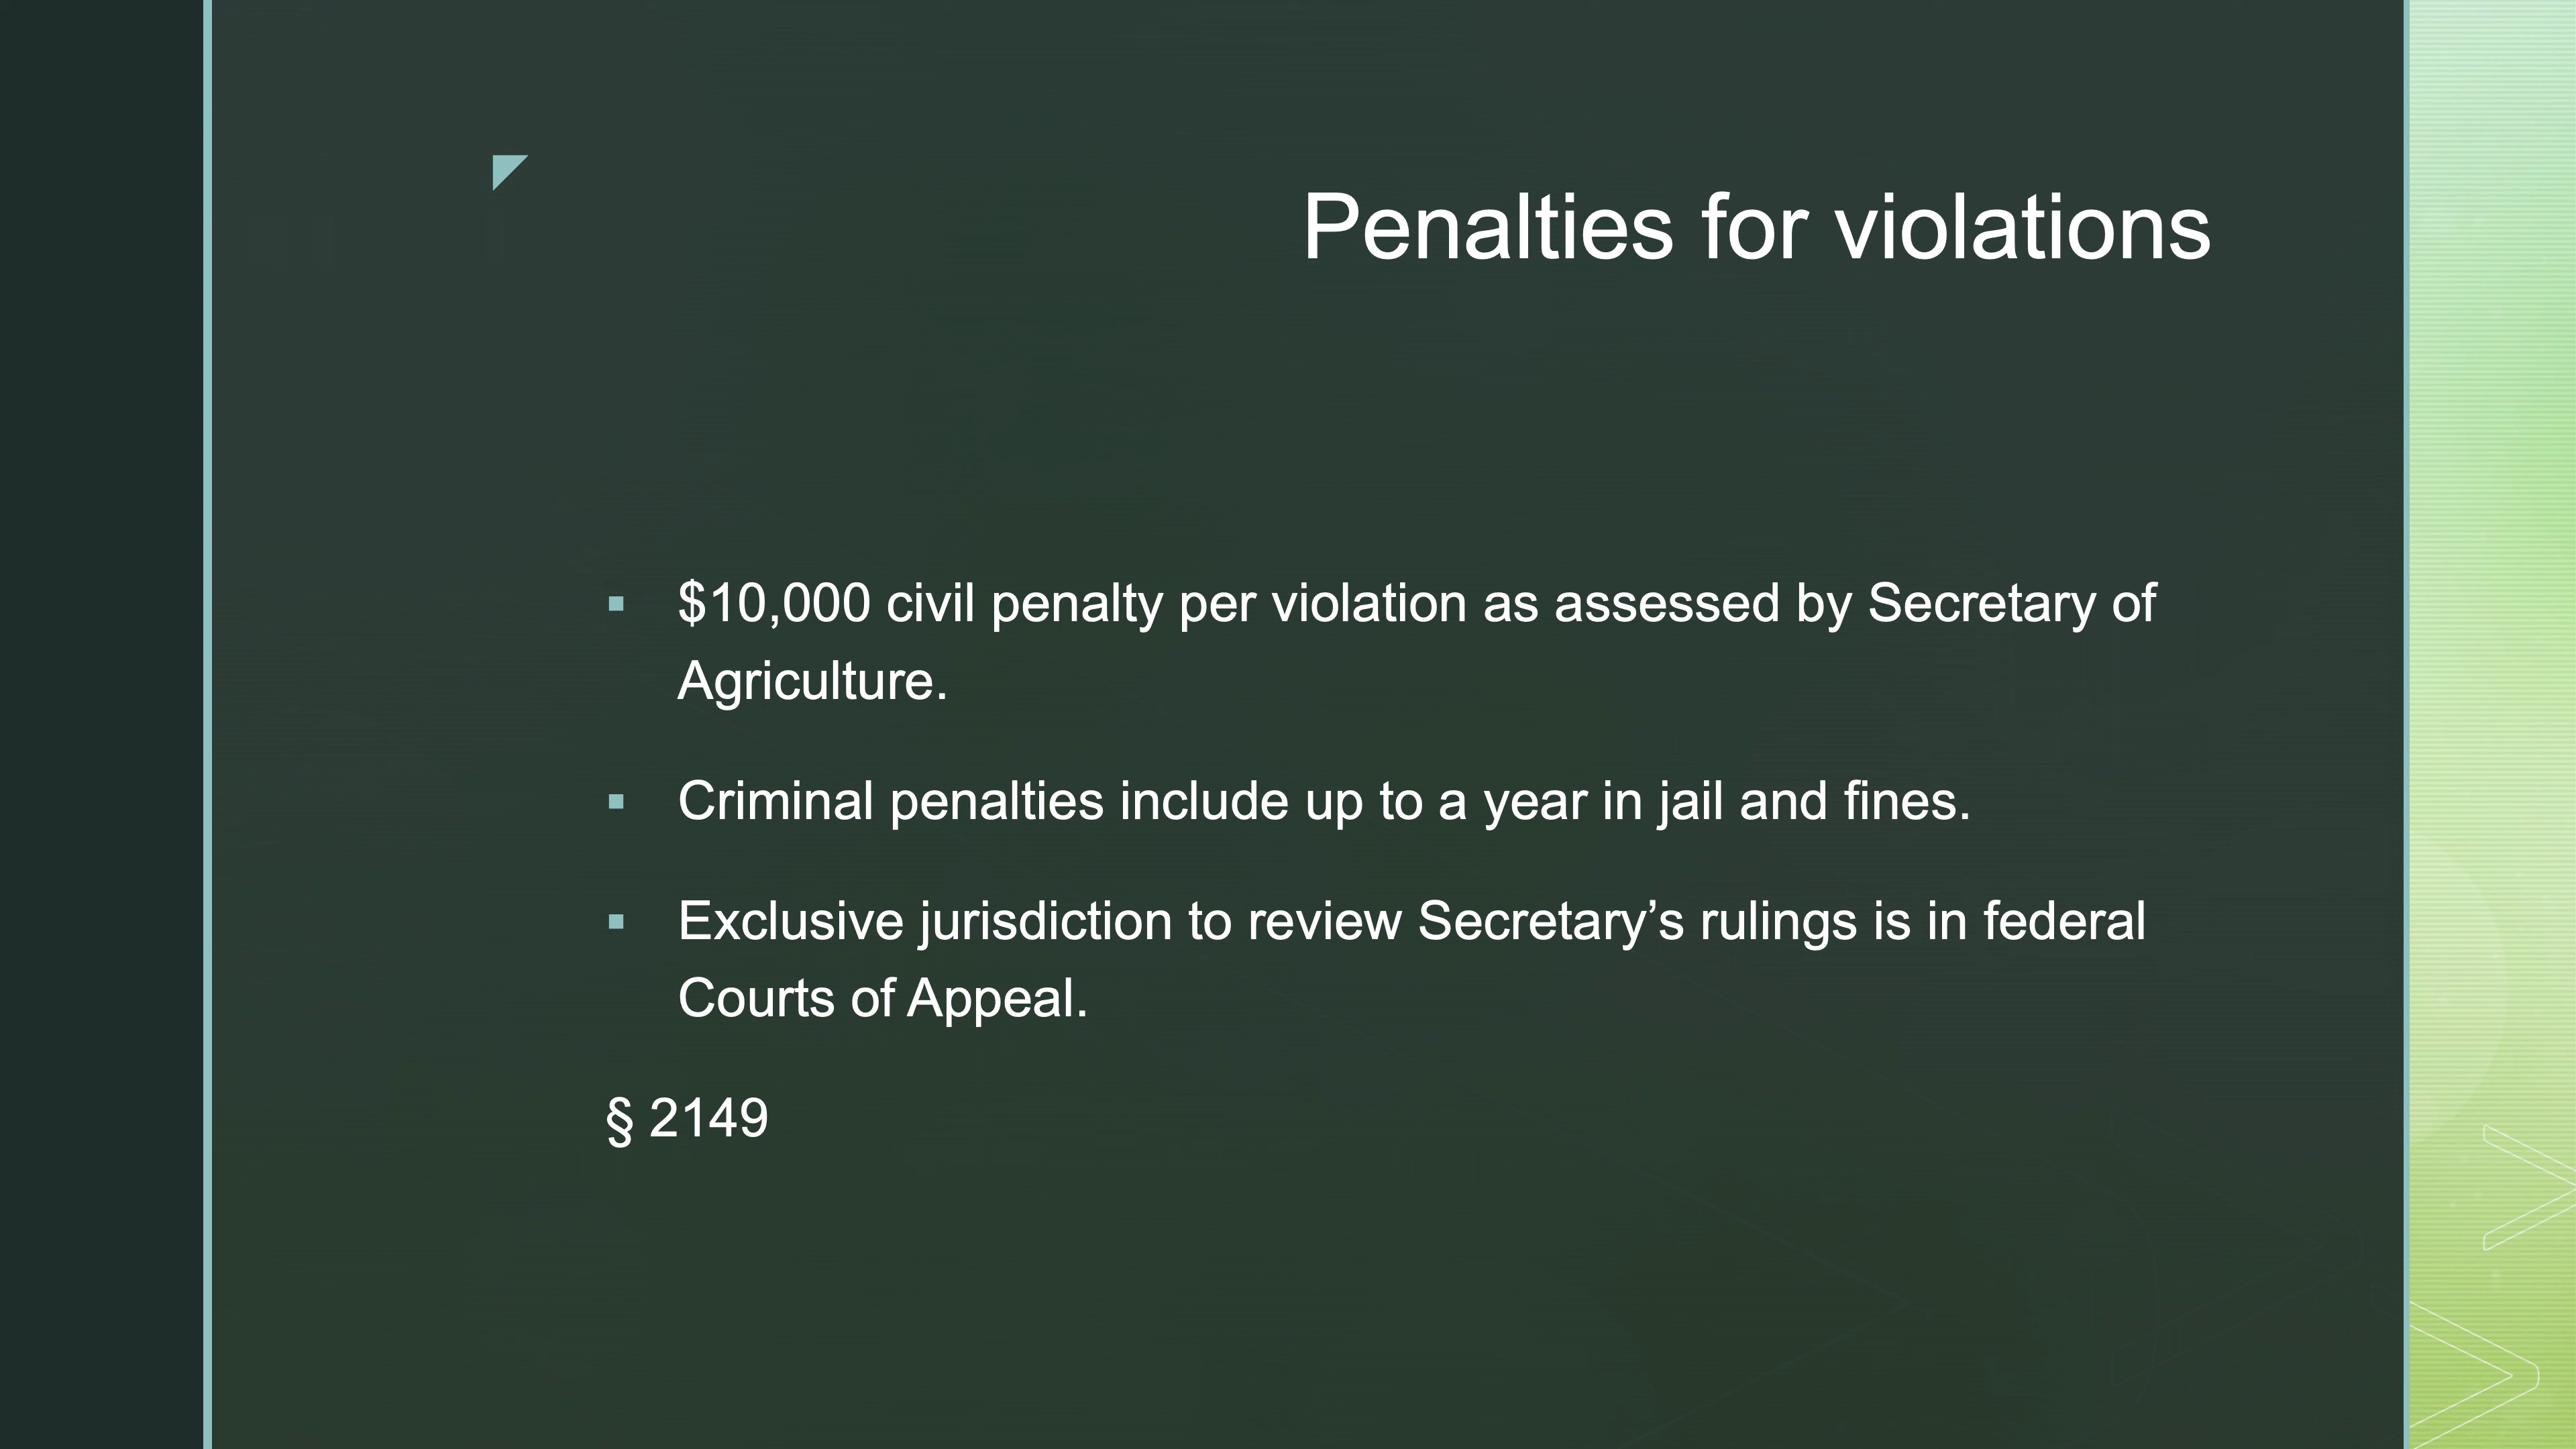 Penalties for violations
▪ $10,000 civil penalty per violation as assessed by Secretary of
Agriculture.
▪ Criminal penalties include up to a year in jail and fines.
▪ Exclusive jurisdiction to review Secretary’s rulings is in federal
Courts of Appeal.
§ 2149